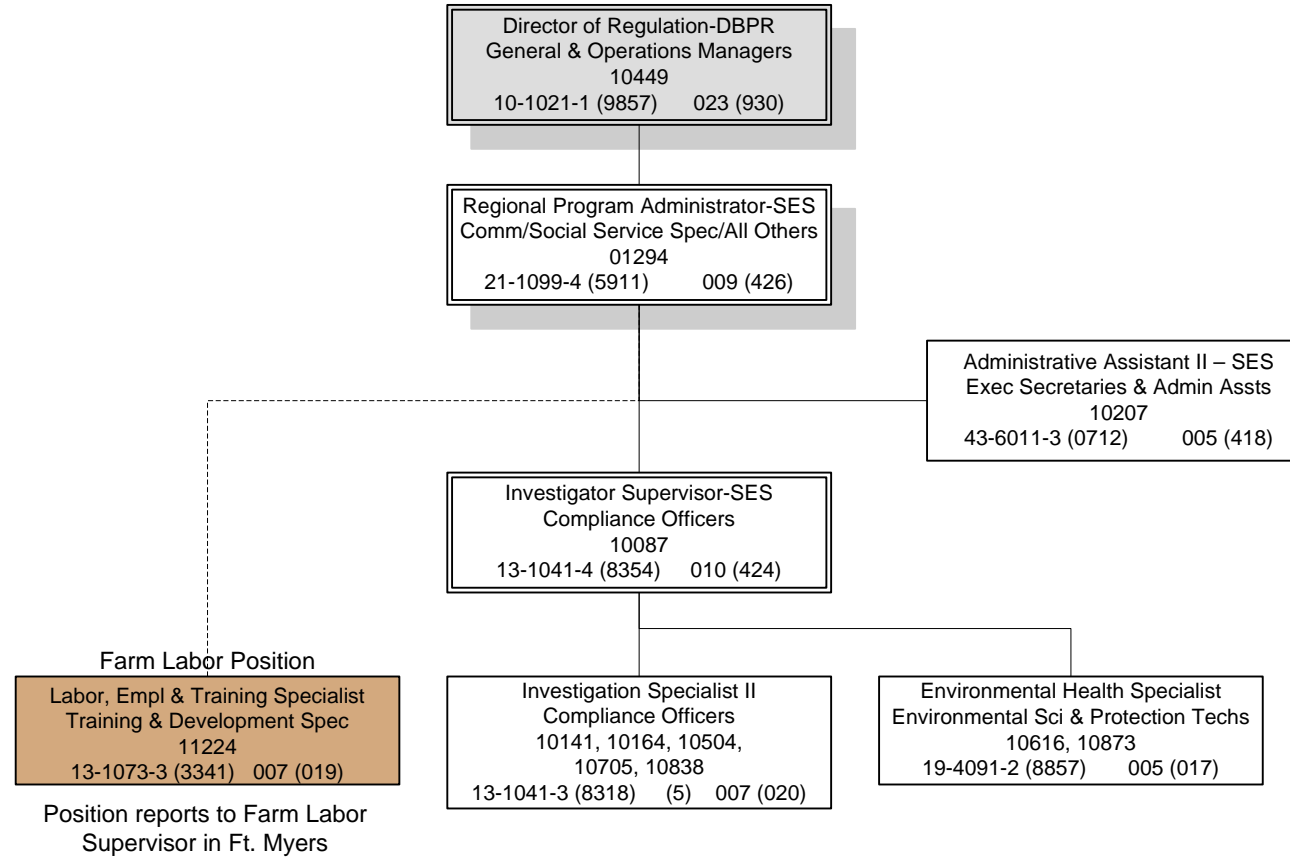 Director of Regulation-DBPR
General & Operations Managers
10449
10-1021-1 (9857) 023 (930)
Regional Program Administrator-SES
Comm/Social Service Spec/All Others
01294
21-1099-4 (5911) 009 (426)
Administrative Assistant II – SES
Exec Secretaries & Admin Assts
10207
43-6011-3 (0712) 005 (418)
Investigator Supervisor-SES
Compliance Officers
10087
13-1041-4 (8354) 010 (424)
Farm Labor Position
Labor, Empl & Training Specialist
Training & Development Spec
11224
13-1073-3 (3341) 007 (019)
Position reports to Farm Labor
Supervisor in Ft. Myers
Investigation Specialist II
Compliance Officers
10141, 10164, 10504,
10705, 10838
13-1041-3 (8318) (5) 007 (020)
Environmental Health Specialist
Environmental Sci & Protection Techs
10616, 10873
19-4091-2 (8857) 005 (017)